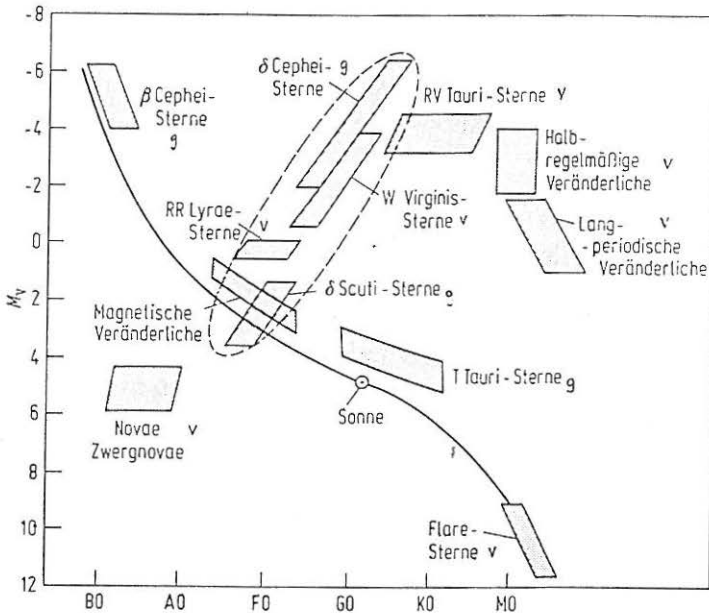 -8
-6
-4
-2
0
2
4
6
8
10
12
M_V
β Cephei-
Sterne
g
δ Cephei- g
Sterne
RV Tauri-Sterne v
Halb-
regelmäßige v
Veränderliche
W Virginis-
Sterne v
Lang- v
-periodische
Veränderliche
RR Lyrae-
Sterne v
δ Scuti-Sterne g
Magnetische
Veränderliche
T Tauri-Sterne g
Sonne
Novae v
Zwergnovae
Flare-
Sterne v
B0 A0 F0 G0 K0 M0